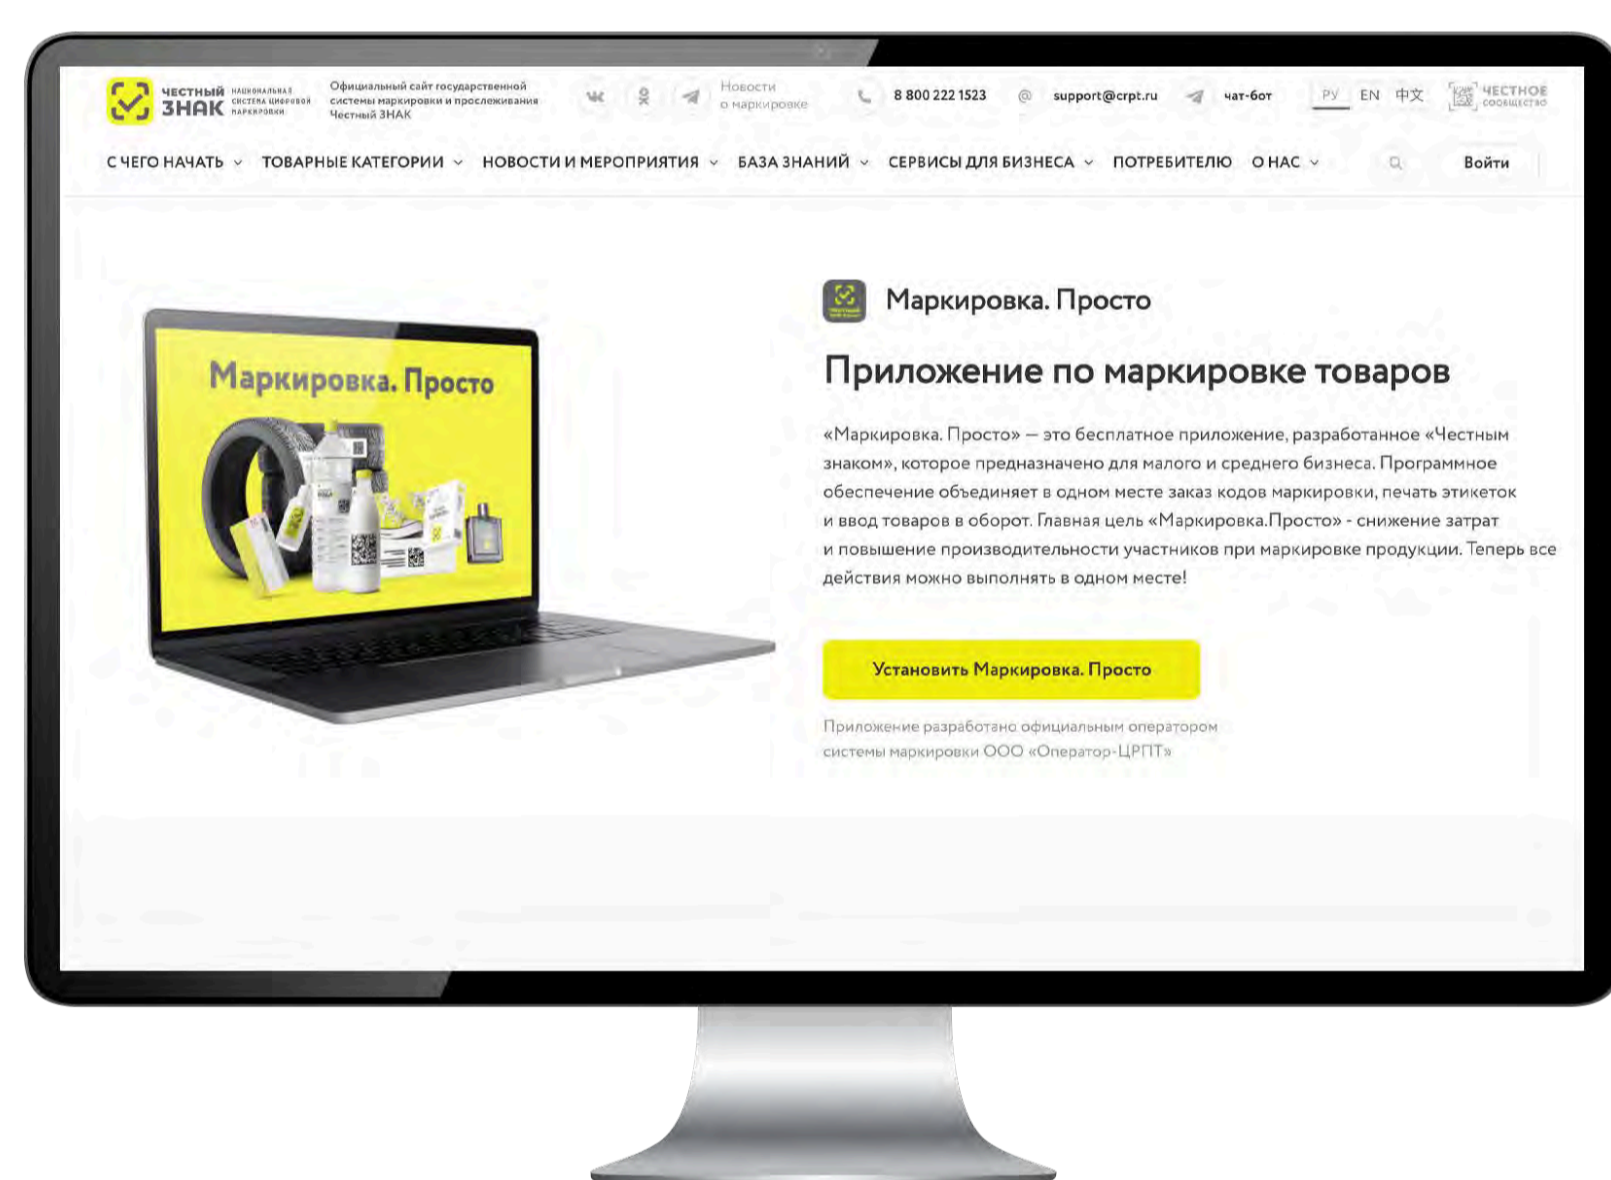 ЧЕСТНЫЙ
ЗНАК
НАЦИОНАЛЬНАЯ
СИСТЕМА ЦИФРОВОЙ
МАРКИРОВКИ
Официальный сайт государственной
системы маркировки и прослеживания
Честный ЗНАК
Новости
о маркировке
8 800 222 1523
@ support@crpt.ru
чат-бот
РУ EN 中文
ЧЕСТНОЕ
СООБЩЕСТВО
С ЧЕГО НАЧАТЬ ТОВАРНЫЕ КАТЕГОРИИ НОВОСТИ И МЕРОПРИЯТИЯ БАЗА ЗНАНИЙ СЕРВИСЫ ДЛЯ БИЗНЕСА ПОТРЕБИТЕЛЮ О НАС Войти
Маркировка. Просто
Маркировка. Просто
Приложение по маркировке товаров
«Маркировка. Просто» — это бесплатное приложение, разработанное «Честным
знаком», которое предназначено для малого и среднего бизнеса. Программное
обеспечение объединяет в одном месте заказ кодов маркировки, печать этикеток
и ввод товаров в оборот. Главная цель «Маркировка.Просто» - снижение затрат
и повышение производительности участников при маркировке продукции. Теперь все
действия можно выполнять в одном месте!
Установить Маркировка. Просто
Приложение разработано официальным оператором
системы маркировки ООО «Оператор-ЦРПТ»